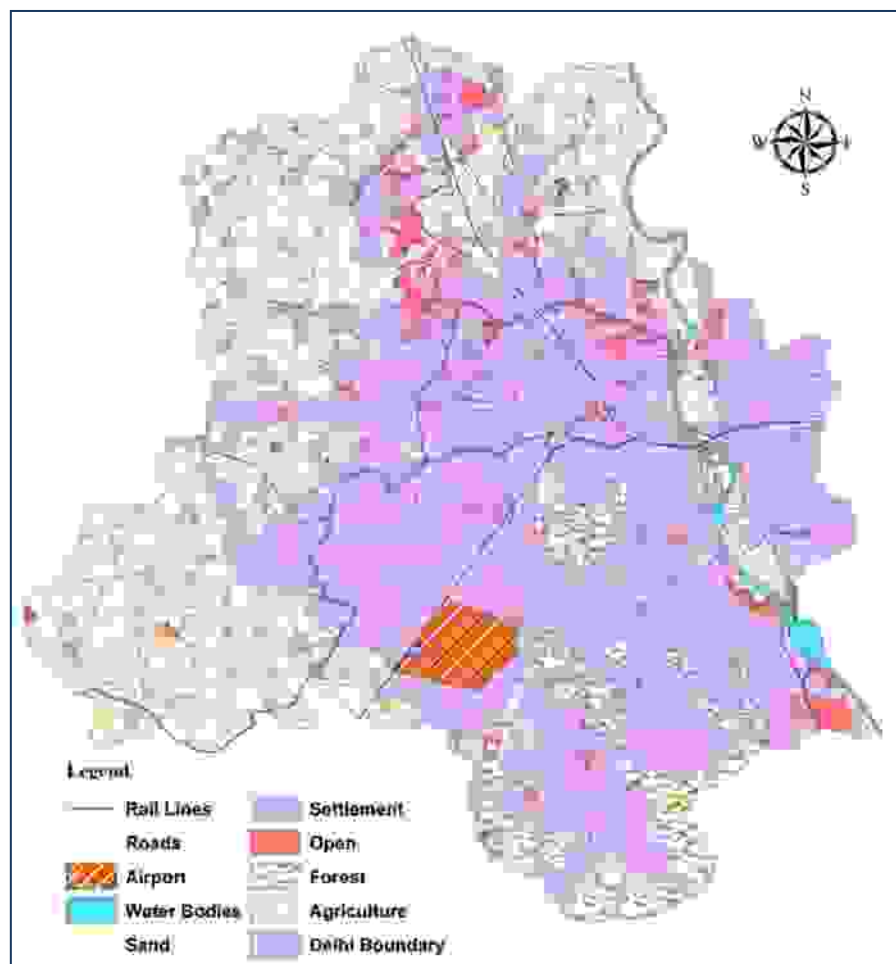 N
W E
S
Legend
Rail Lines
Roads
Airport
Water Bodies
Sand
Settlement
Open
Forest
Agriculture
Delhi Boundary